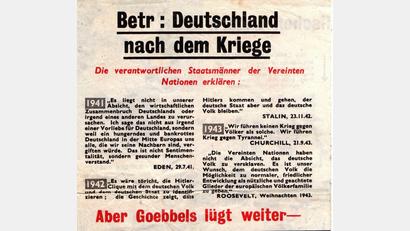 Betr : Deutschland
nach dem Kriege
Die verantwortlichen Staatsmänner der Vereinten
Nationen erklären :
1941 „Es liegt nicht in unserer
Absicht, den wirtschaftlichen
Zusammenbruch Deutschlands oder
irgend eines anderen Landes zu verur-
sachen. Ich sage das nicht aus irgend
einer Vorliebe für Deutschland, sondern
weil ein hungerndes und bankrottes
Deutschland in der Mitte Europas uns
alle, die wir seine Nachbarn sind, ver-
giften würde. Das ist nicht Sentimen-
talität, sondern gesunder Menschen-
verstand.“
EDEN, 29.7.41.
1942 „Es wäre töricht, die Hitler-
Clique mit dem deutschen Volk
und dem deutschen Staat zu identifi-
zieren ; die Geschichte zeigt, dass
Hitlers kommen und gehen, der
deutsche Staat aber und das deutsche
Volk bleiben.“
STALIN, 23.11.42.
1943 „Wir führen keinen Krieg gegen
Völker als solche. Wir führen
Krieg gegen Tyrannei.“
CHURCHILL, 21.9.43.
„Die Vereinten Nationen haben
nicht die Absicht, das deutsche
Volk zu versklaven. Es ist unser
Wunsch, dem deutschen Volk die
Möglichkeit zu normaler, friedlicher
Entwicklung als nützliche und geachtete
Glieder der europäischen Völkerfamilie
zu geben.“
ROOSEVELT, Weihnachten 1943.
Aber Goebbels lügt weiter—